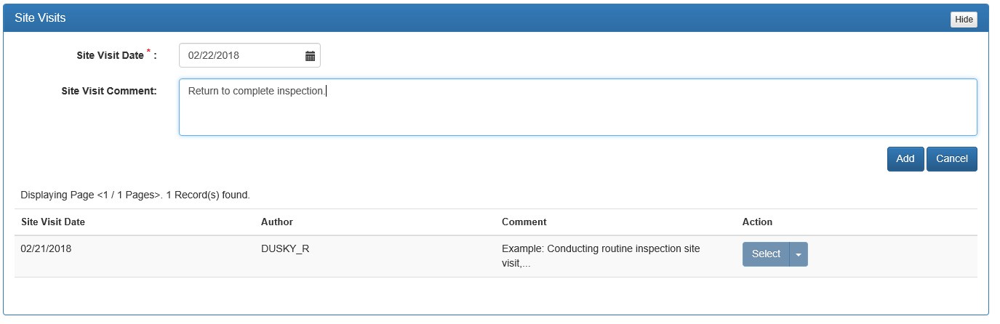 Site Visits
Hide
Site Visit Date * :
02/22/2018
Site Visit Comment:
Return to complete inspection.
Add
Cancel
Displaying Page <1 / 1 Pages>. 1 Record(s) found.
Site Visit Date
Author
Comment
Action
02/21/2018
DUSKY_R
Example: Conducting routine inspection site
visit,...
Select